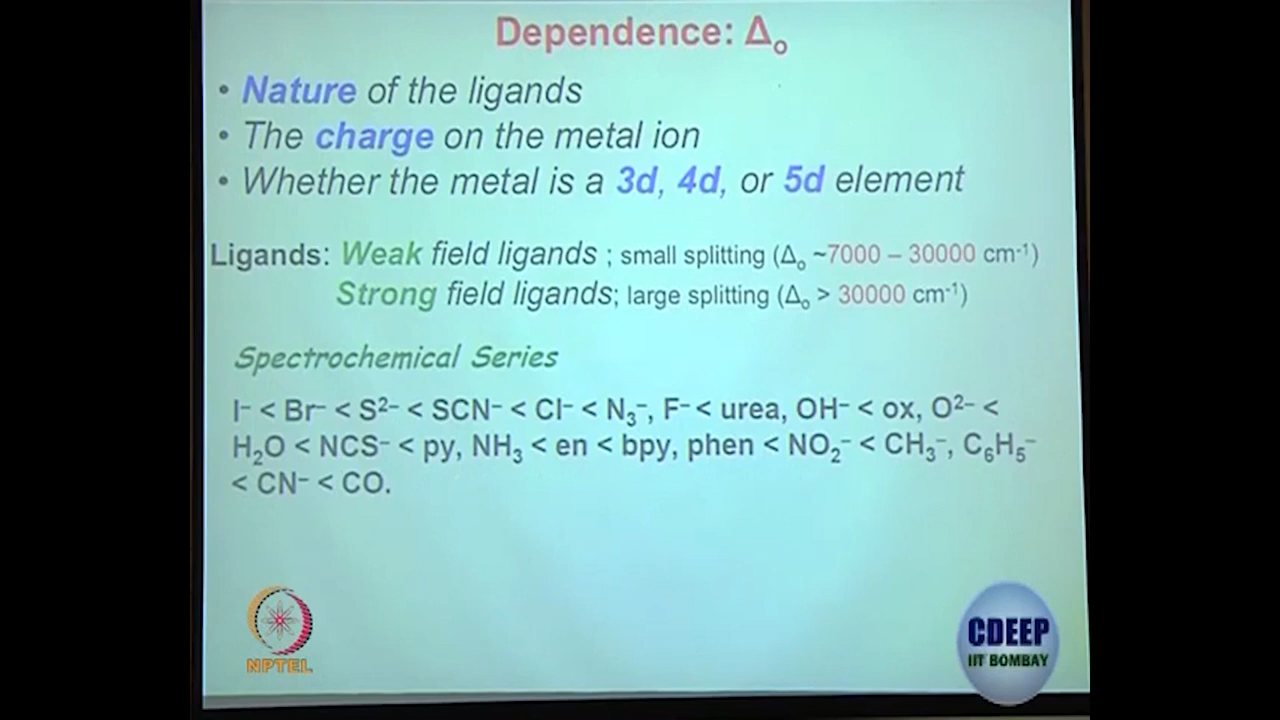 Dependence: Δₒ
• Nature of the ligands
• The charge on the metal ion
• Whether the metal is a 3d, 4d, or 5d element
Ligands: Weak field ligands ; small splitting (Δₒ ~7000 – 30000 cm⁻¹)
Strong field ligands; large splitting (Δₒ > 30000 cm⁻¹)
Spectrochemical Series
I⁻ < Br⁻ < S²⁻ < SCN⁻ < Cl⁻ < N₃⁻, F⁻ < urea, OH⁻ < ox, O²⁻ <
H₂O < NCS⁻ < py, NH₃ < en < bpy, phen < NO₂⁻ < CH₃⁻, C₆H₅⁻
< CN⁻ < CO.
NPTEL
CDEEP
IIT BOMBAY